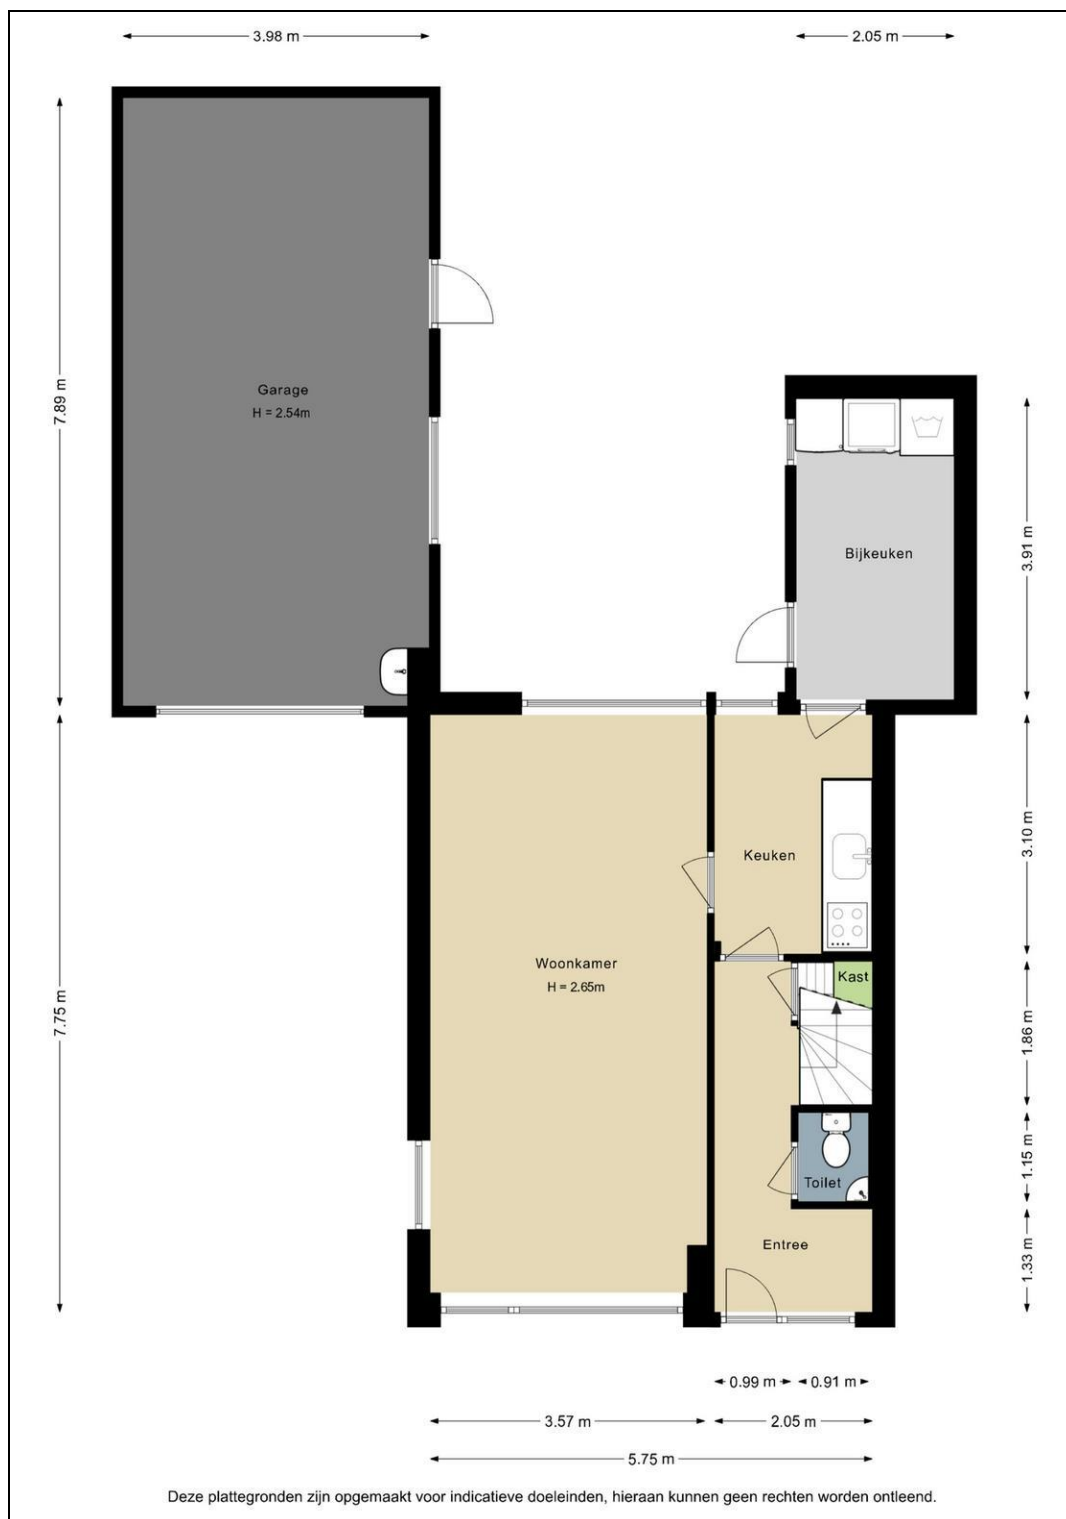 3.98 m
2.05 m
7.89 m
Garage
H = 2.54m
3.91 m
Bijkeuken
3.10 m
Keuken
Woonkamer
H = 2.65m
Kast
7.75 m
1.86 m
1.15 m
Toilet
Entree
1.33 m
0.99 m
0.91 m
3.57 m
2.05 m
5.75 m
Deze plattegronden zijn opgemaakt voor indicatieve doeleinden, hieraan kunnen geen rechten worden ontleend.